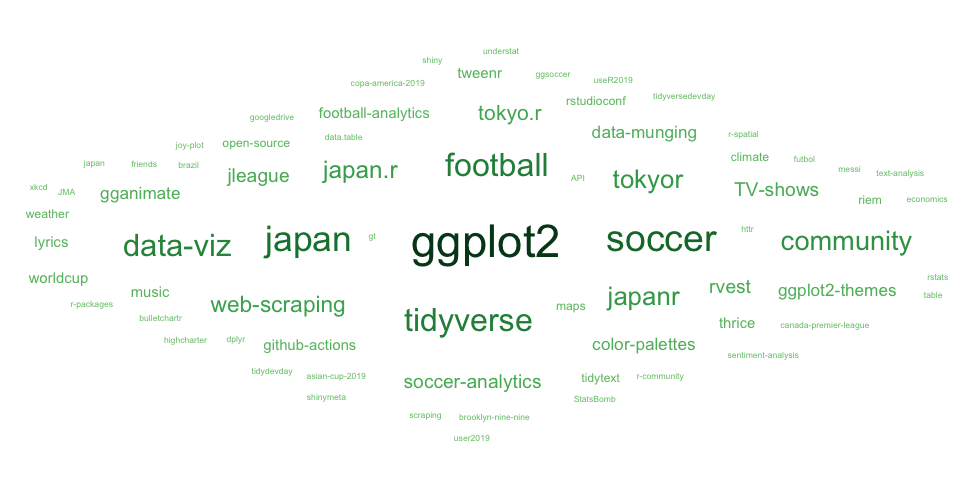 understat
shiny
tweenr
ggsoccer
useR2019
copa-america-2019
tidyversedevday
rstudioconf
football-analytics
tokyo.r
googledrive
data-munging
r-spatial
data.table
open-source
joy-plot
climate
futbol
japan
friends
brazil
football
japan.r
messi
text-analysis
jleague
API
tokyor
TV-shows
xkcd
JMA
gganimate
riem
economics
weather
httr
lyrics
data-viz
japan
gt
ggplot2
soccer
community
worldcup
rstats
music
rvest
ggplot2-themes
table
japanr
r-packages
web-scraping
maps
bulletchartr
tidyverse
thrice
canada-premier-league
highcharter
dplyr
github-actions
color-palettes
sentiment-analysis
tidydevday
asian-cup-2019
soccer-analytics
tidytext
r-community
shinymeta
StatsBomb
scraping
brooklyn-nine-nine
user2019